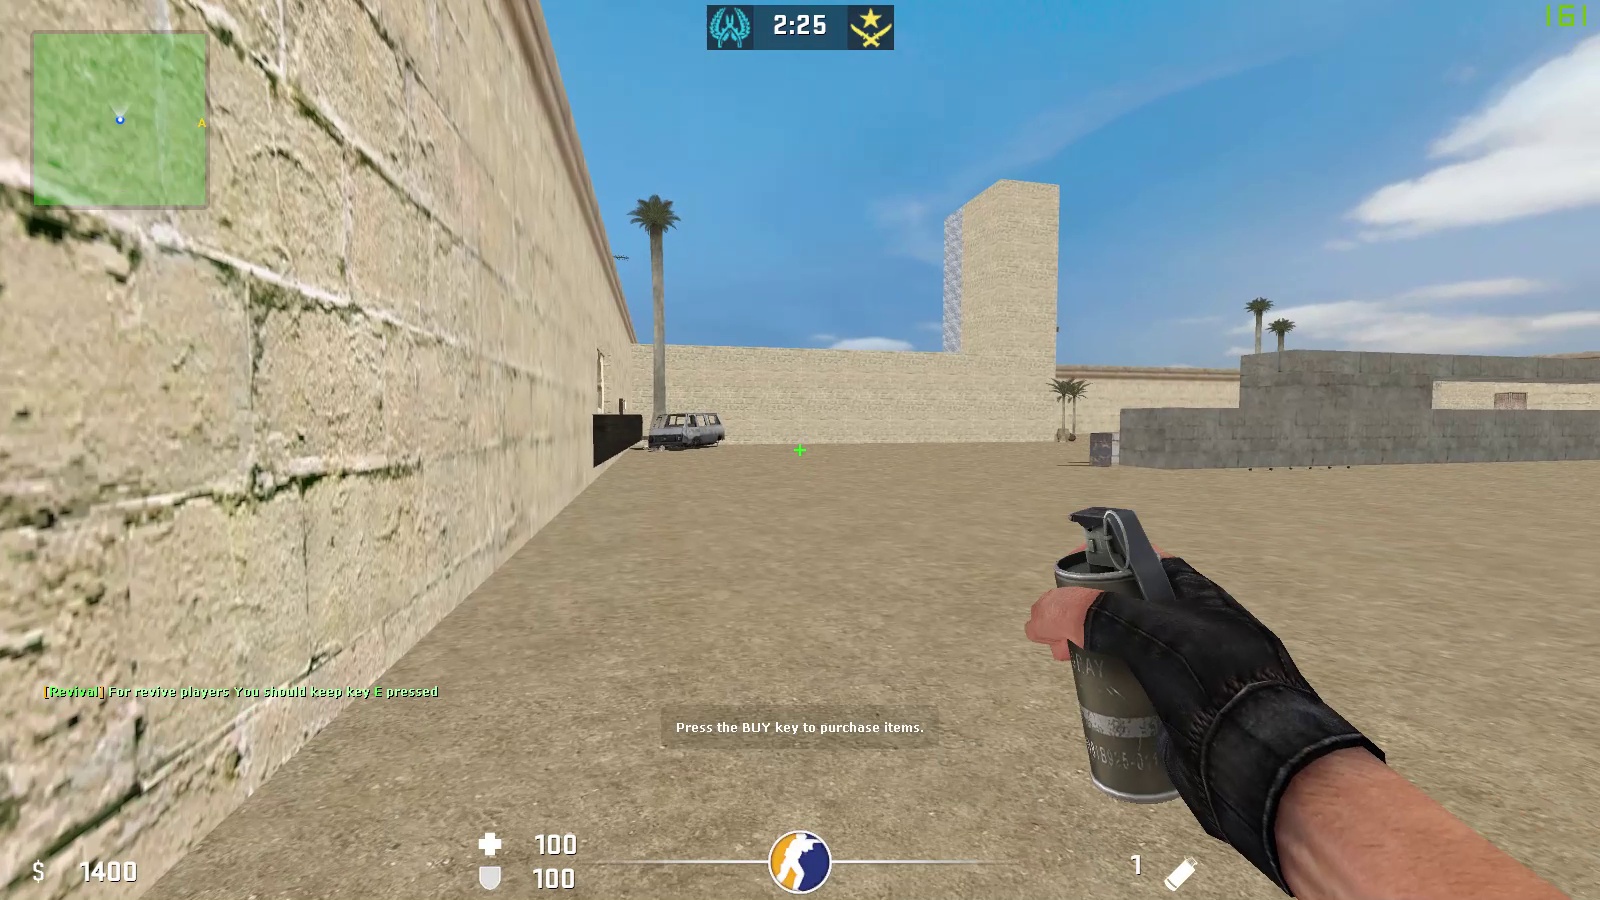 2:25
161
A
[Revival] For revive players You should keep key E pressed
Press the BUY key to purchase items.
$ 1400
100
100
1